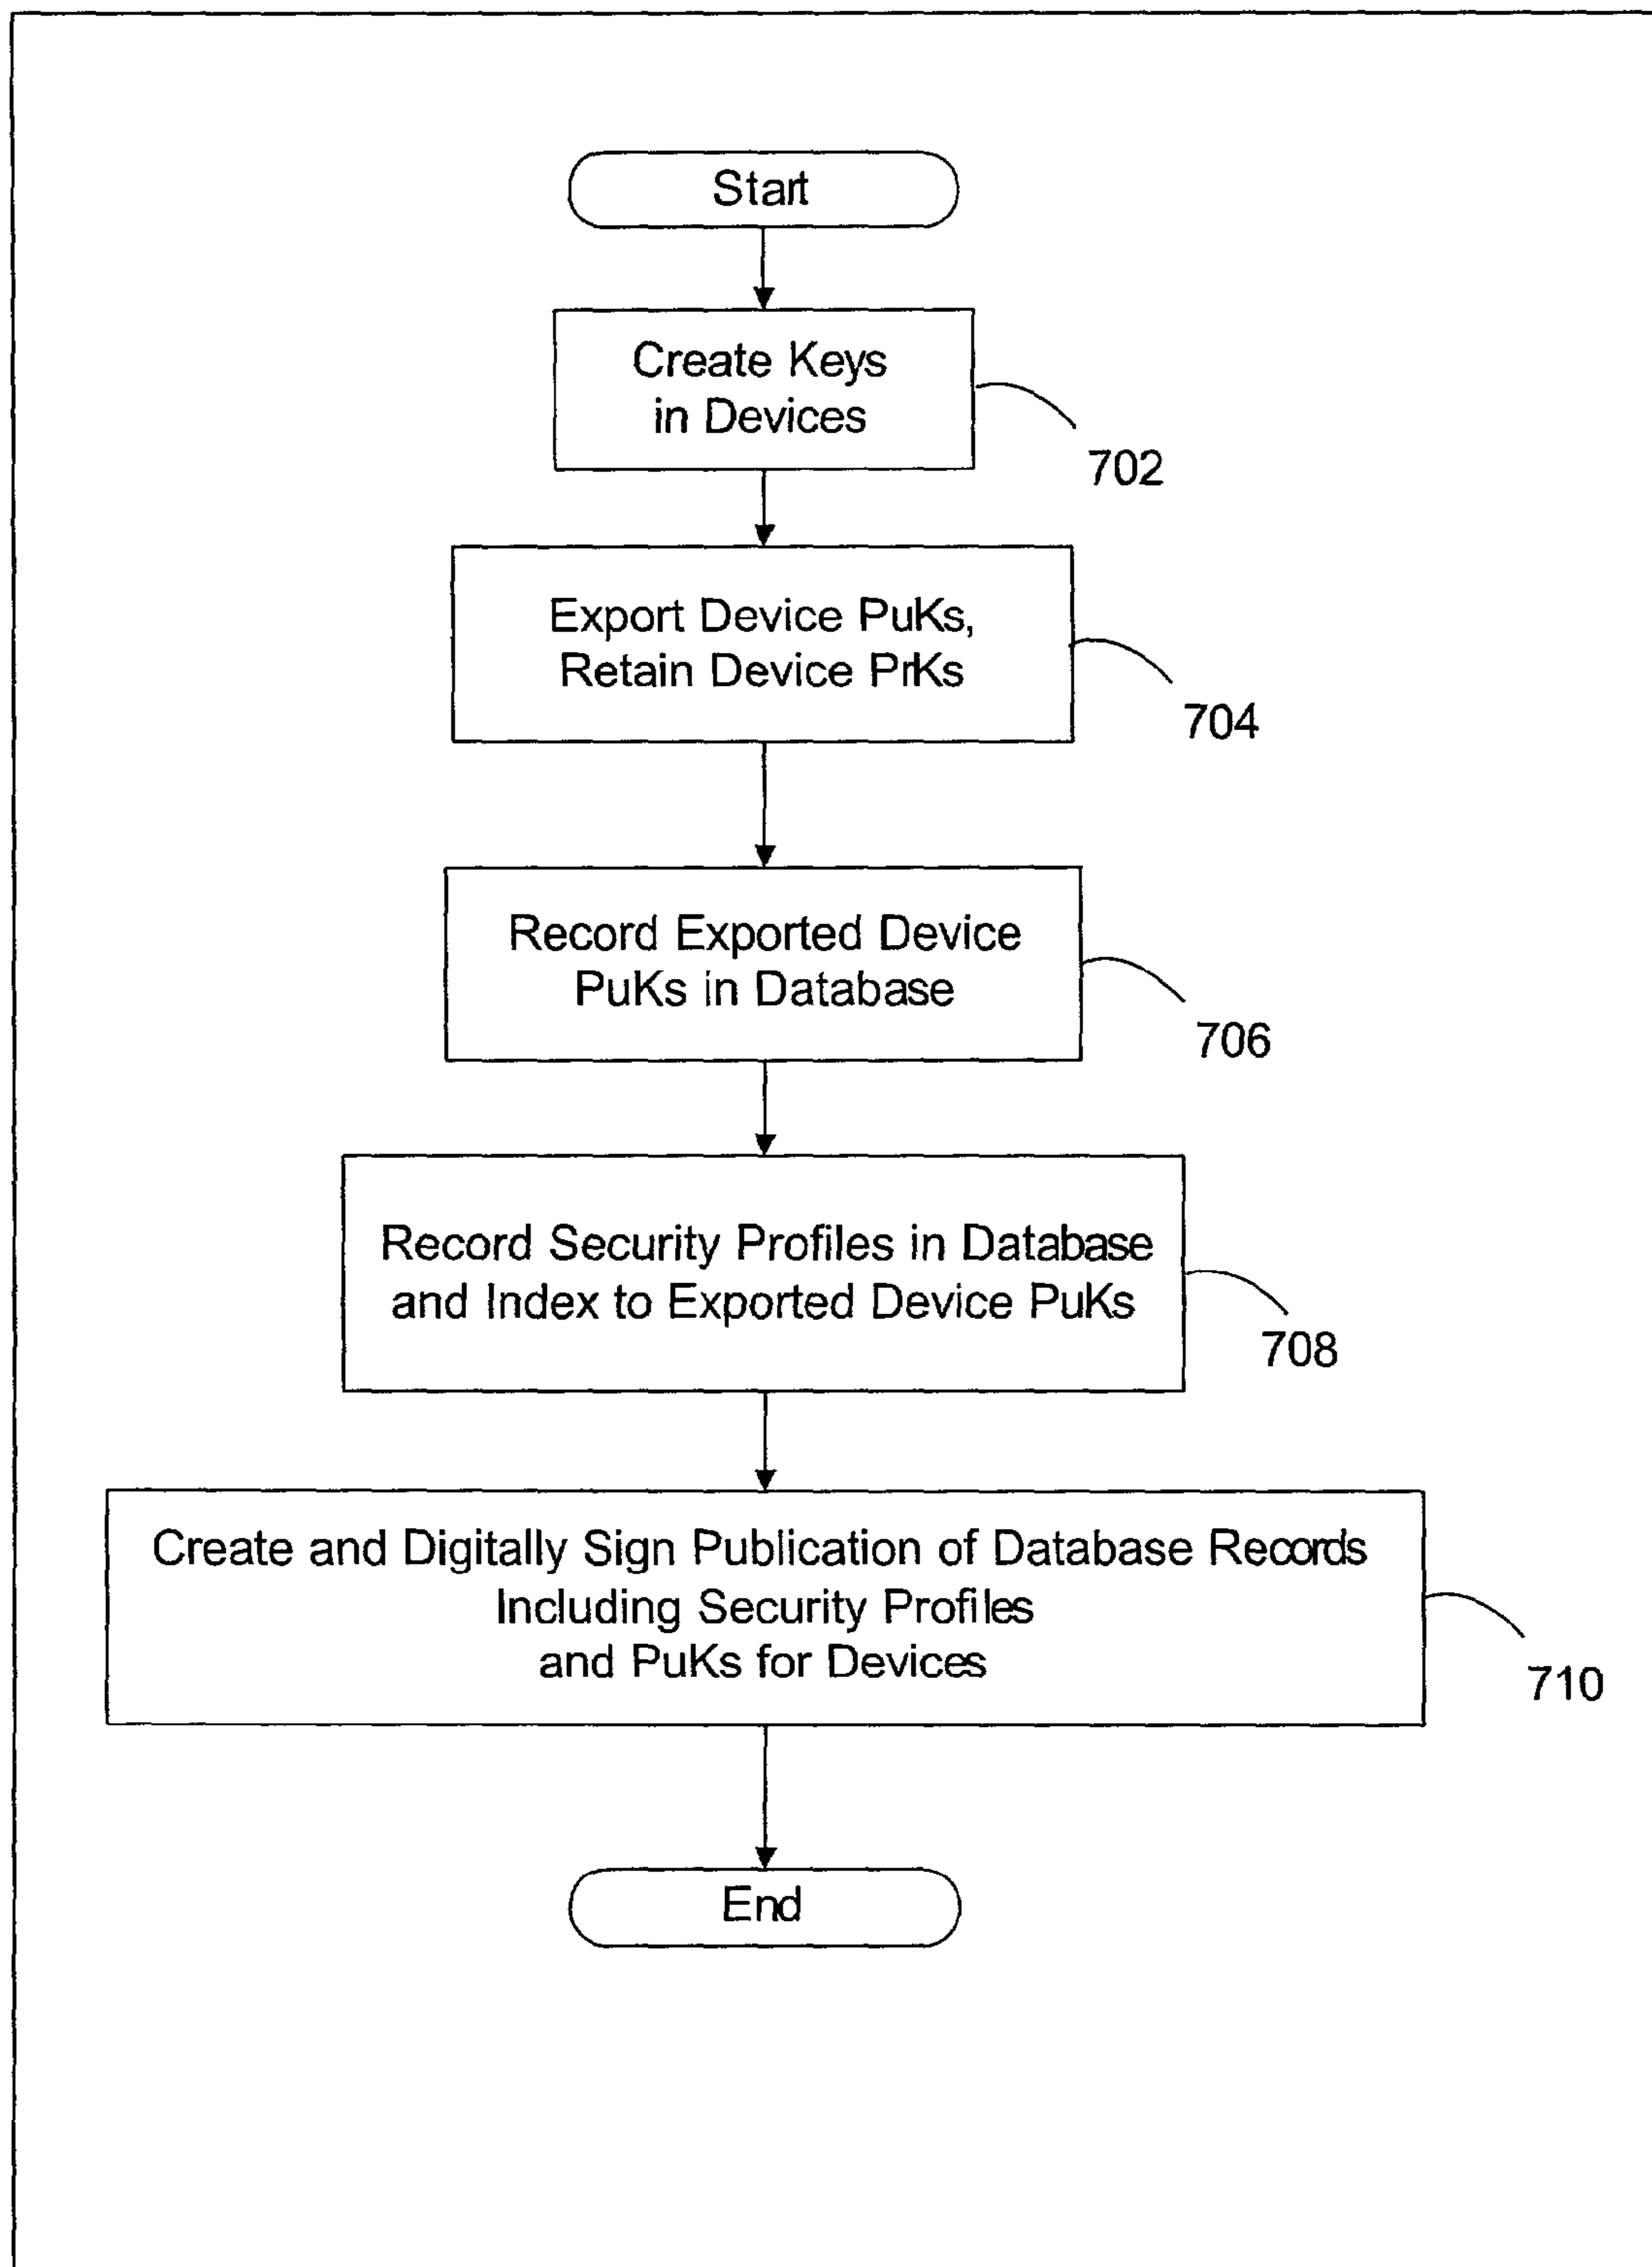 Start
Create Keys
in Devices
702
Export Device PuKs,
Retain Device PrKs
704
Record Exported Device
PuKs in Database
706
Record Security Profiles in Database
and Index to Exported Device PuKs
708
Create and Digitally Sign Publication of Database Records
Including Security Profiles
and PuKs for Devices
710
End